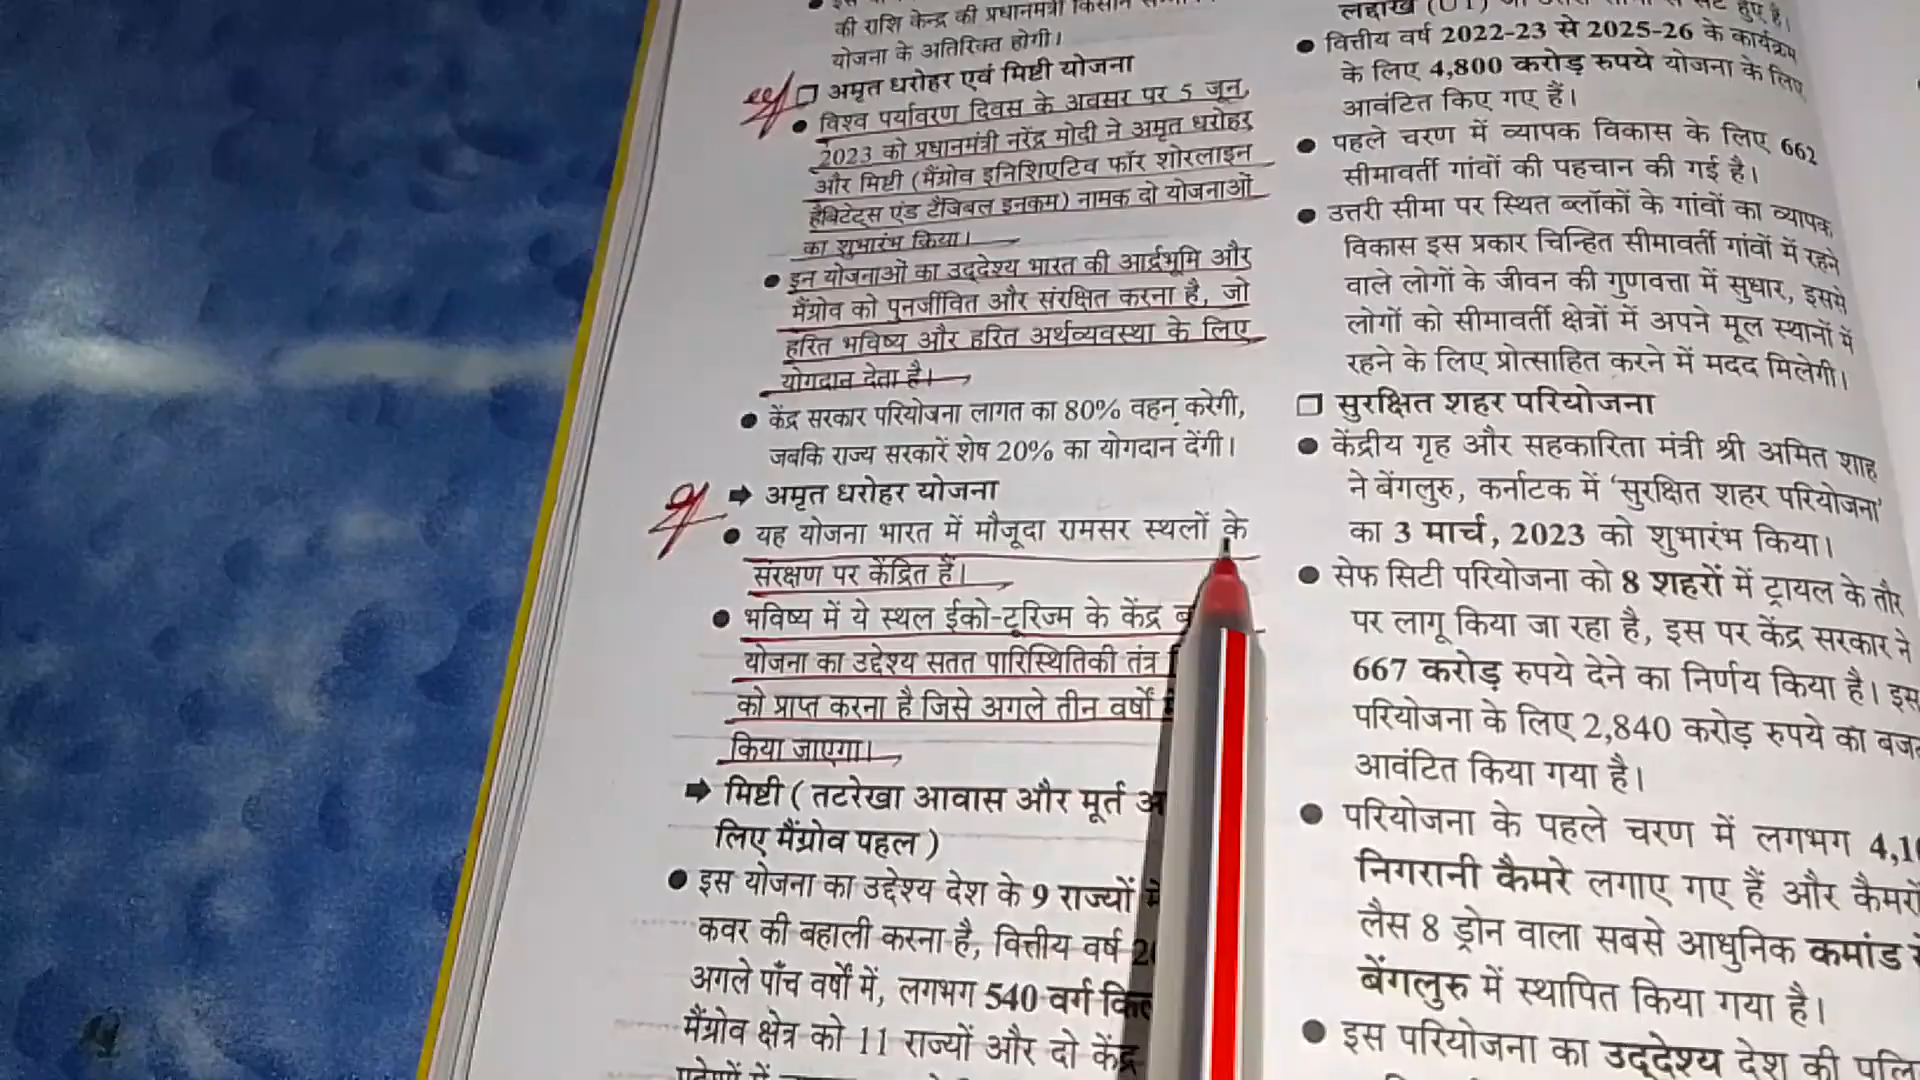 की राशि केन्द्र की प्रधानमंत्री किसान
योजना के अतिरिक्त होगी।
अमृत धरोहर एवं मिष्टी योजना
विश्व पर्यावरण दिवस के अवसर पर 5 जून,
2023 को प्रधानमंत्री नरेंद्र मोदी ने अमृत धरोहर
और मिष्टी (मैंग्रोव इनिशिएटिव फॉर शोरलाइन
हैबिटेट्स एंड टैंजिबल इनकम) नामक दो योजनाओं
का शुभारंभ किया।
इन योजनाओं का उद्देश्य भारत की आर्द्रभूमि और
मैंग्रोव को पुनर्जीवित और संरक्षित करना है, जो
हरित भविष्य और हरित अर्थव्यवस्था के लिए
योगदान देता है।
केंद्र सरकार परियोजना लागत का 80% वहन करेगी,
जबकि राज्य सरकारें शेष 20% का योगदान देंगी।
अमृत धरोहर योजना
यह योजना भारत में मौजूदा रामसर स्थलों के
संरक्षण पर केंद्रित है।
भविष्य में ये स्थल ईको-टूरिज्म के केंद्र
योजना का उद्देश्य सतत पारिस्थितिकी तंत्र
को प्राप्त करना है जिसे अगले तीन वर्षों
किया जाएगा।
मिष्टी ( तटरेखा आवास और मूर्त
लिए मैंग्रोव पहल )
इस योजना का उद्देश्य देश के 9 राज्यों
कवर की बहाली करना है, वित्तीय वर्ष
अगले पाँच वर्षों में, लगभग 540 वर्ग
मैंग्रोव क्षेत्र को 11 राज्यों और दो केंद्र
लद्दाख (UT)
वित्तीय वर्ष 2022-23 से 2025-26 के कार्यक्रम
के लिए 4,800 करोड़ रुपये योजना के लिए
आवंटित किए गए हैं।
पहले चरण में व्यापक विकास के लिए 662
सीमावर्ती गांवों की पहचान की गई है।
उत्तरी सीमा पर स्थित ब्लॉकों के गांवों का व्यापक
विकास इस प्रकार चिन्हित सीमावर्ती गांवों में रहने
वाले लोगों के जीवन की गुणवत्ता में सुधार, इससे
लोगों को सीमावर्ती क्षेत्रों में अपने मूल स्थानों में
रहने के लिए प्रोत्साहित करने में मदद मिलेगी।
सुरक्षित शहर परियोजना
केंद्रीय गृह और सहकारिता मंत्री श्री अमित शाह
ने बेंगलुरु, कर्नाटक में ‘सुरक्षित शहर परियोजना’
का 3 मार्च, 2023 को शुभारंभ किया।
सेफ सिटी परियोजना को 8 शहरों में ट्रायल के तौर
पर लागू किया जा रहा है, इस पर केंद्र सरकार ने
667 करोड़ रुपये देने का निर्णय किया है। इस
परियोजना के लिए 2,840 करोड़ रुपये का
आवंटित किया गया है।
परियोजना के पहले चरण में लगभग
निगरानी कैमरे लगाए गए हैं और
लैस 8 ड्रोन वाला सबसे आधुनिक कमांड
बेंगलुरु में स्थापित किया गया है।
इस परियोजना का उद्देश्य देश की